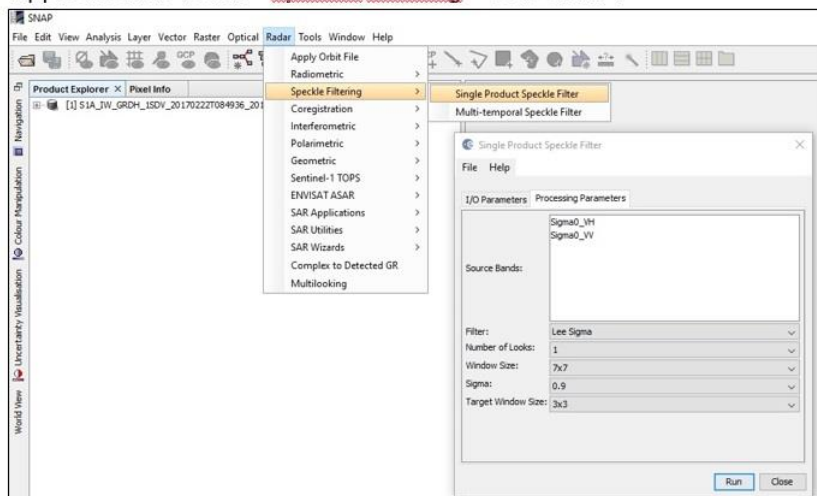 SNAP
File Edit View Analysis Layer Vector Raster Optical Radar Tools Window Help
GCP
Product Explorer × Pixel Info
[1] S1A_IW_GRDH_1SDV_20170222T084936_201
Navigation
Colour Manipulation
Uncertainty Visualisation
World View
Apply Orbit File
Radiometric >
Speckle Filtering >
Coregistration >
Interferometric >
Polarimetric >
Geometric >
Sentinel-1 TOPS >
ENVISAT ASAR >
SAR Applications >
SAR Utilities >
SAR Wizards >
Complex to Detected GR
Multilooking
Single Product Speckle Filter
Multi-temporal Speckle Filter
Single Product Speckle Filter
File Help
I/O Parameters Processing Parameters
Source Bands:
Sigma0_VH
Sigma0_VV
Filter: Lee Sigma
Number of Looks: 1
Window Size: 7x7
Sigma: 0.9
Target Window Size: 3x3
Run Close